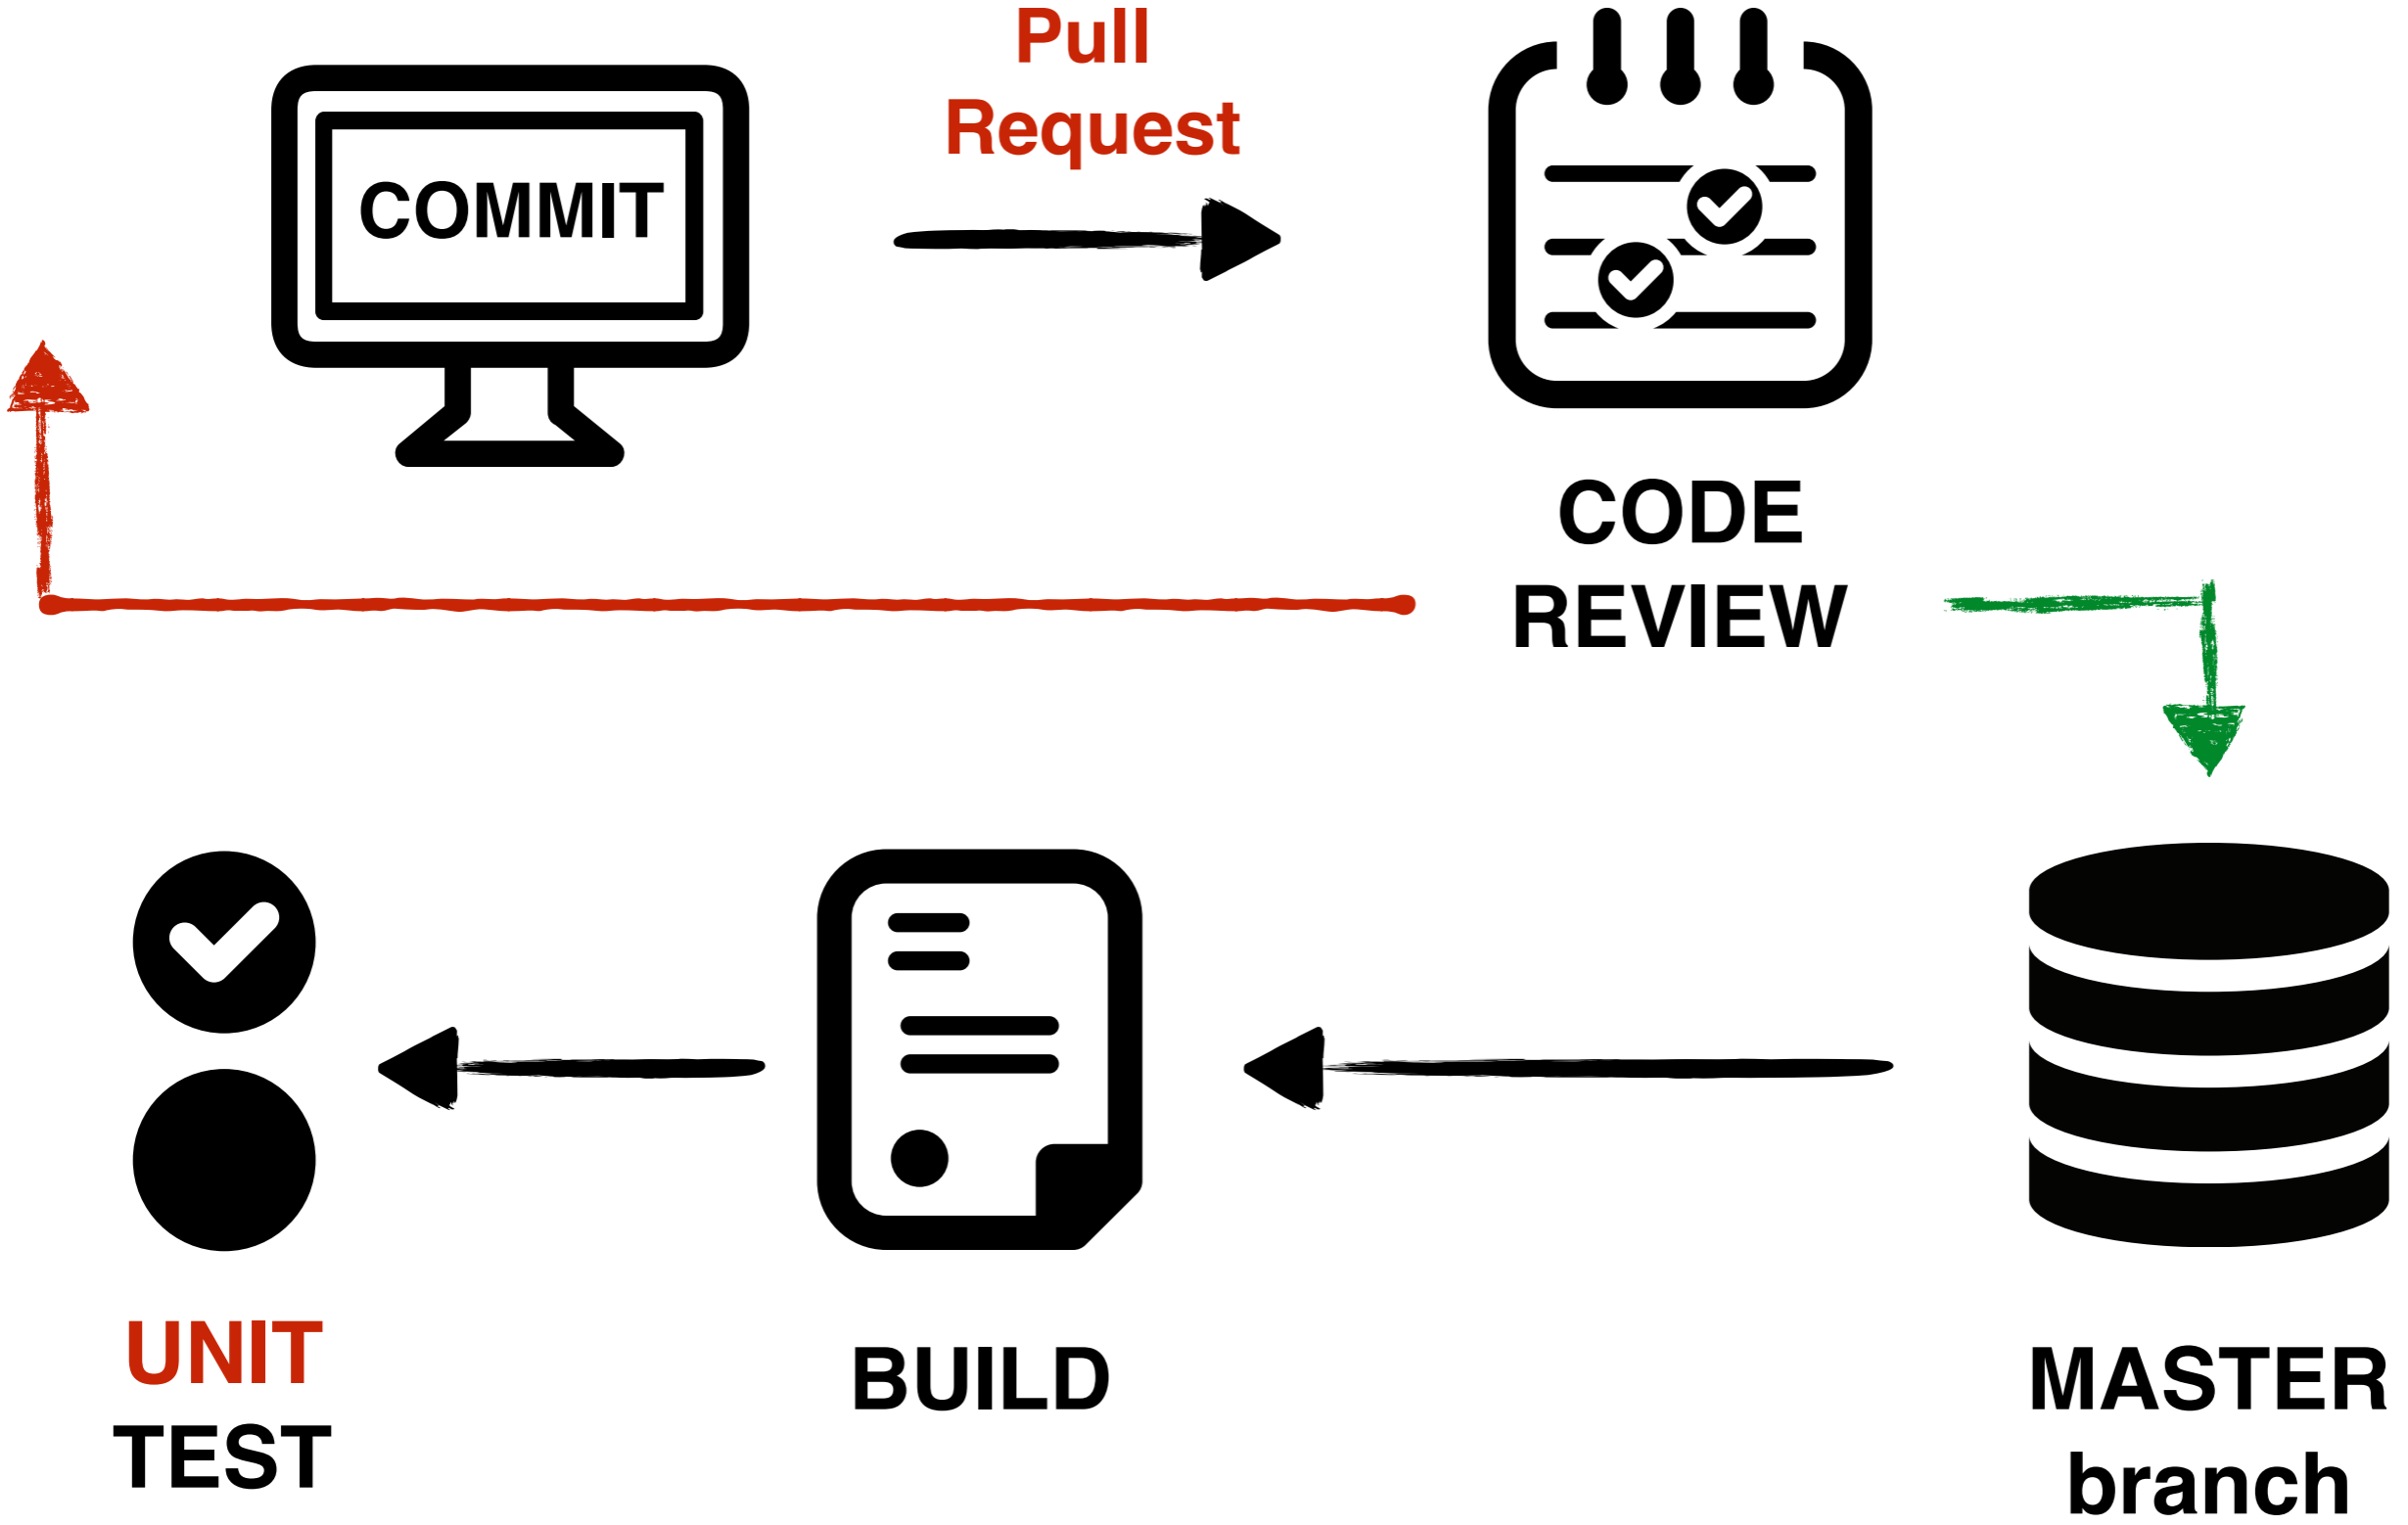 Pull
Request
COMMIT
CODE
REVIEW
UNIT
TEST
BUILD
MASTER
branch